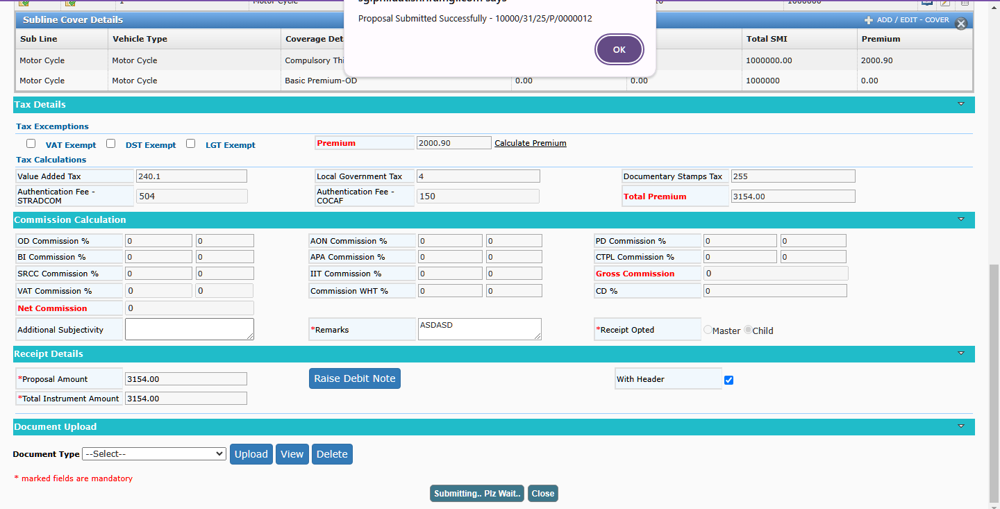 1 Motor Cycle 1000000
Proposal Submitted Successfully - 10000/31/25/P/0000012
OK
Subline Cover Details ADD / EDIT - COVER
Sub Line Vehicle Type Coverage Det Total SMI Premium
Motor Cycle Motor Cycle Compulsory Thi 1000000.00 2000.90
Motor Cycle Motor Cycle Basic Premium-OD 0.00 0.00 1000000 0.00
Tax Details
Tax Excemptions
VAT Exempt DST Exempt LGT Exempt Premium 2000.90 Calculate Premium
Tax Calculations
Value Added Tax 240.1 Local Government Tax 4 Documentary Stamps Tax 255
Authentication Fee - STRADCOM 504 Authentication Fee - COCAF 150 Total Premium 3154.00
Commission Calculation
OD Commission % 0 0 AON Commission % 0 0 PD Commission % 0 0
BI Commission % 0 0 APA Commission % 0 0 CTPL Commission % 0 0
SRCC Commission % 0 0 IIT Commission % 0 0 Gross Commission 0
VAT Commission % 0 0 Commission WHT % 0 0 CD % 0
Net Commission 0
Additional Subjectivity *Remarks ASDASD *Receipt Opted Master Child
Receipt Details
*Proposal Amount 3154.00 Raise Debit Note With Header
*Total Instrument Amount 3154.00
Document Upload
Document Type --Select-- Upload View Delete
* marked fields are mandatory
Submitting.. Plz Wait.. Close